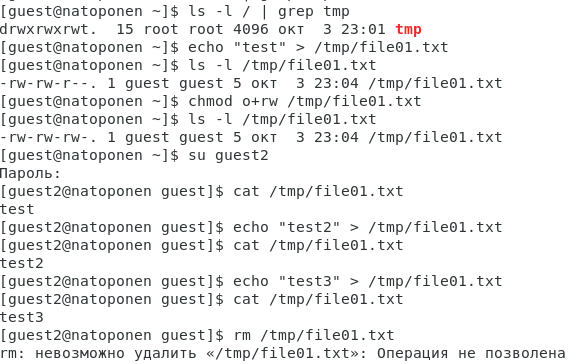 [guest@natoponen ~]$ ls -l / | grep tmp
drwxrwxrwt.  15 root root 4096 окт  3 23:01 tmp
[guest@natoponen ~]$ echo "test" > /tmp/file01.txt
[guest@natoponen ~]$ ls -l /tmp/file01.txt
-rw-rw-r--. 1 guest guest 5 окт  3 23:04 /tmp/file01.txt
[guest@natoponen ~]$ chmod o+rw /tmp/file01.txt
[guest@natoponen ~]$ ls -l /tmp/file01.txt
-rw-rw-rw-. 1 guest guest 5 окт  3 23:04 /tmp/file01.txt
[guest@natoponen ~]$ su guest2
Пароль:
[guest2@natoponen guest]$ cat /tmp/file01.txt
test
[guest2@natoponen guest]$ echo "test2" > /tmp/file01.txt
[guest2@natoponen guest]$ cat /tmp/file01.txt
test2
[guest2@natoponen guest]$ echo "test3" > /tmp/file01.txt
[guest2@natoponen guest]$ cat /tmp/file01.txt
test3
[guest2@natoponen guest]$ rm /tmp/file01.txt
rm: невозможно удалить «/tmp/file01.txt»: Операция не позволена